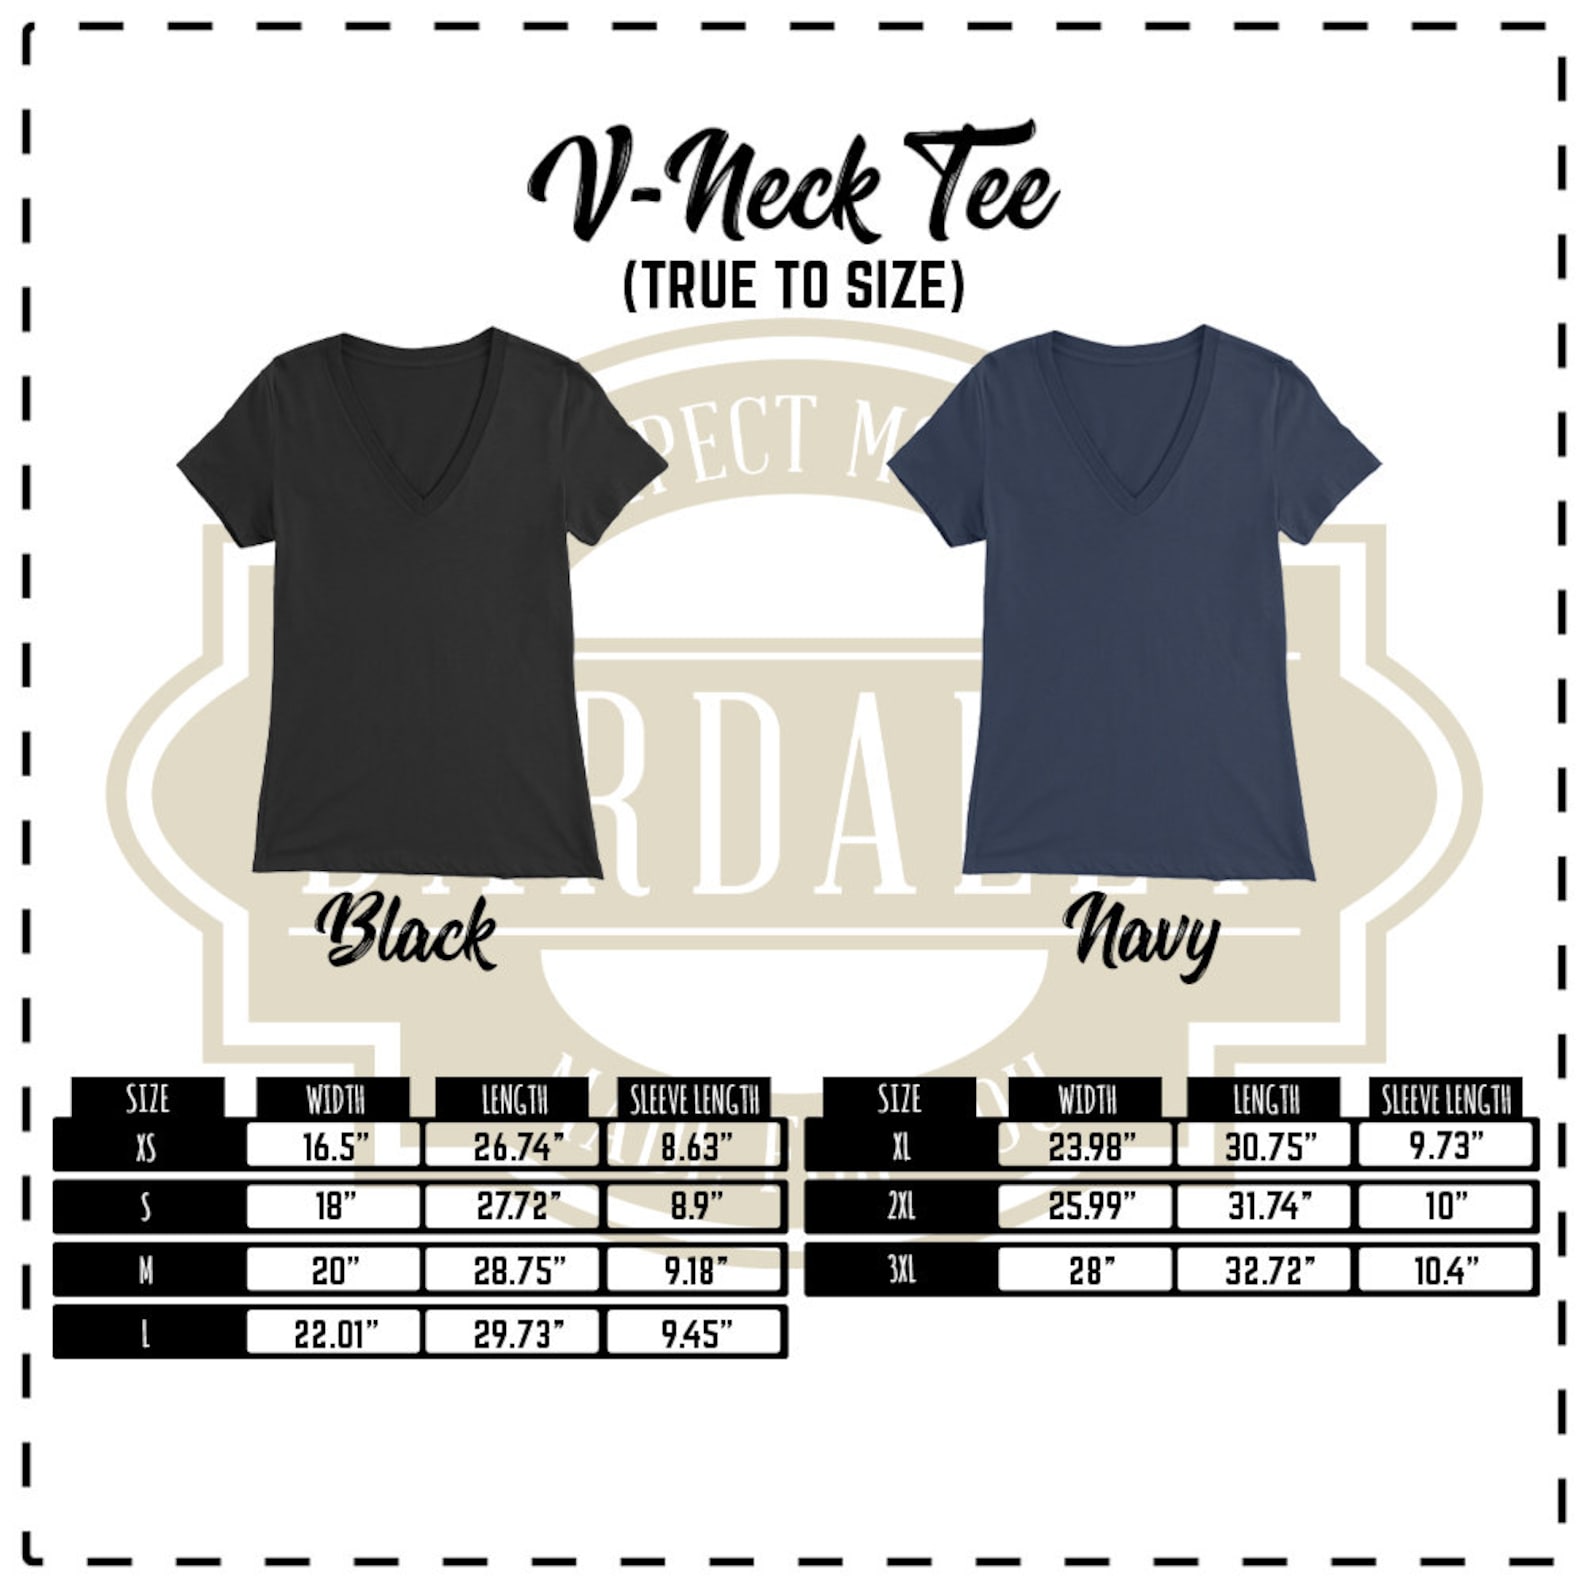 V-Neck Tee
(TRUE TO SIZE)
PECT MO
RDALEY
Black
Navy
SIZE WIDTH LENGTH SLEEVE LENGTH
XS 16.5” 26.74” 8.63”
S 18” 27.72” 8.9”
M 20” 28.75” 9.18”
L 22.01” 29.73” 9.45”
SIZE WIDTH LENGTH SLEEVE LENGTH
XL 23.98” 30.75” 9.73”
2XL 25.99” 31.74” 10”
3XL 28” 32.72” 10.4”